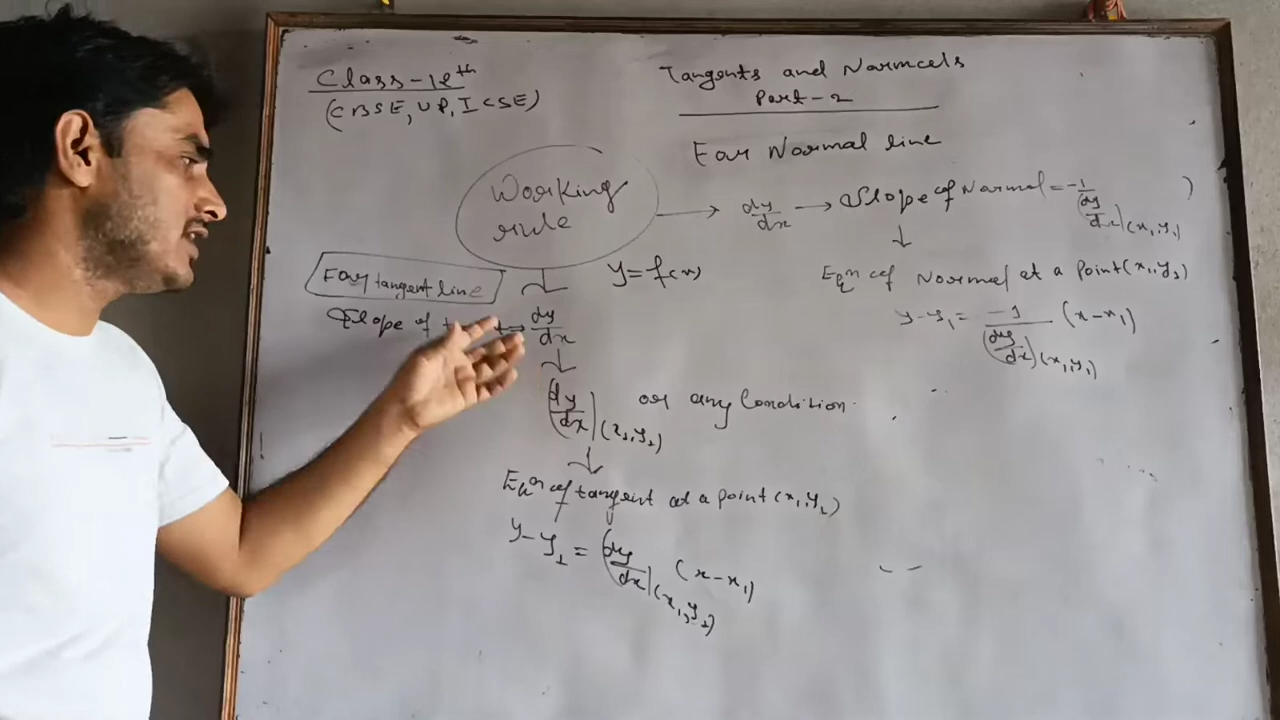 Class-12th
(CBSE, UP, ICSE)
Tangents and Normals
Part-2
For Normal line
Working
rule
dy/dx → Slope of Normal = -1/(dy/dx)(x₁,y₁)
↓
Eqn of Normal at a point (x₁,y₁)
y-y₁ = -1/(dy/dx)(x₁,y₁) (x-x₁)
For tangent line
y=f(x)
Slope of → dy/dx
↓
(dy/dx)(x₁,y₁) or any Condition.
↓
Eqn of tangent at a point (x₁,y₁)
y-y₁ = (dy/dx)(x₁,y₁) (x-x₁)